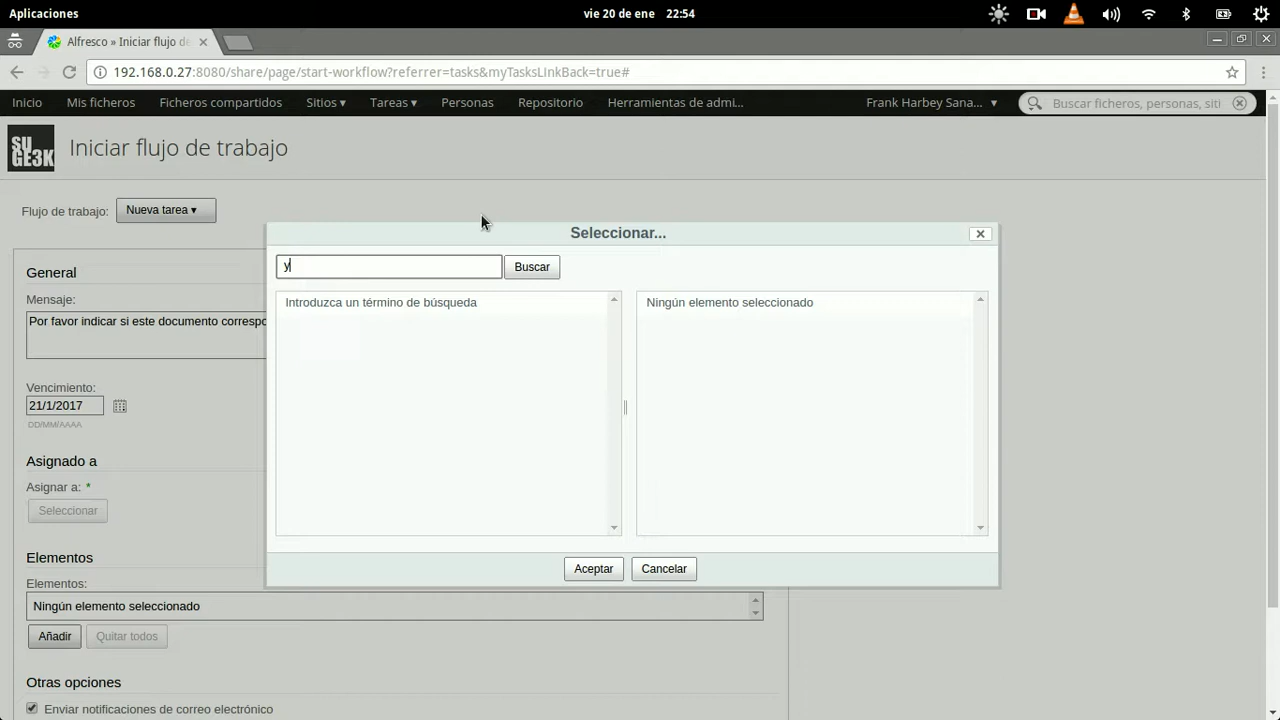 Aplicaciones
vie 20 de ene 22:54
Alfresco » Iniciar flujo de
192.168.0.27:8080/share/page/start-workflow?referrer=tasks&myTasksLinkBack=true#
Inicio Mis ficheros Ficheros compartidos Sitios ▾ Tareas ▾ Personas Repositorio Herramientas de admi... Frank Harbey Sana... ▾ Buscar ficheros, personas, siti
SU GE3K
Iniciar flujo de trabajo
Flujo de trabajo: Nueva tarea ▾
Seleccionar...
y Buscar
Introduzca un término de búsqueda
Ningún elemento seleccionado
Aceptar Cancelar
General
Mensaje:
Por favor indicar si este documento correspo
Vencimiento:
21/1/2017
DD/MM/AAAA
Asignado a
Asignar a: *
Seleccionar
Elementos
Elementos:
Ningún elemento seleccionado
Añadir Quitar todos
Otras opciones
Enviar notificaciones de correo electrónico